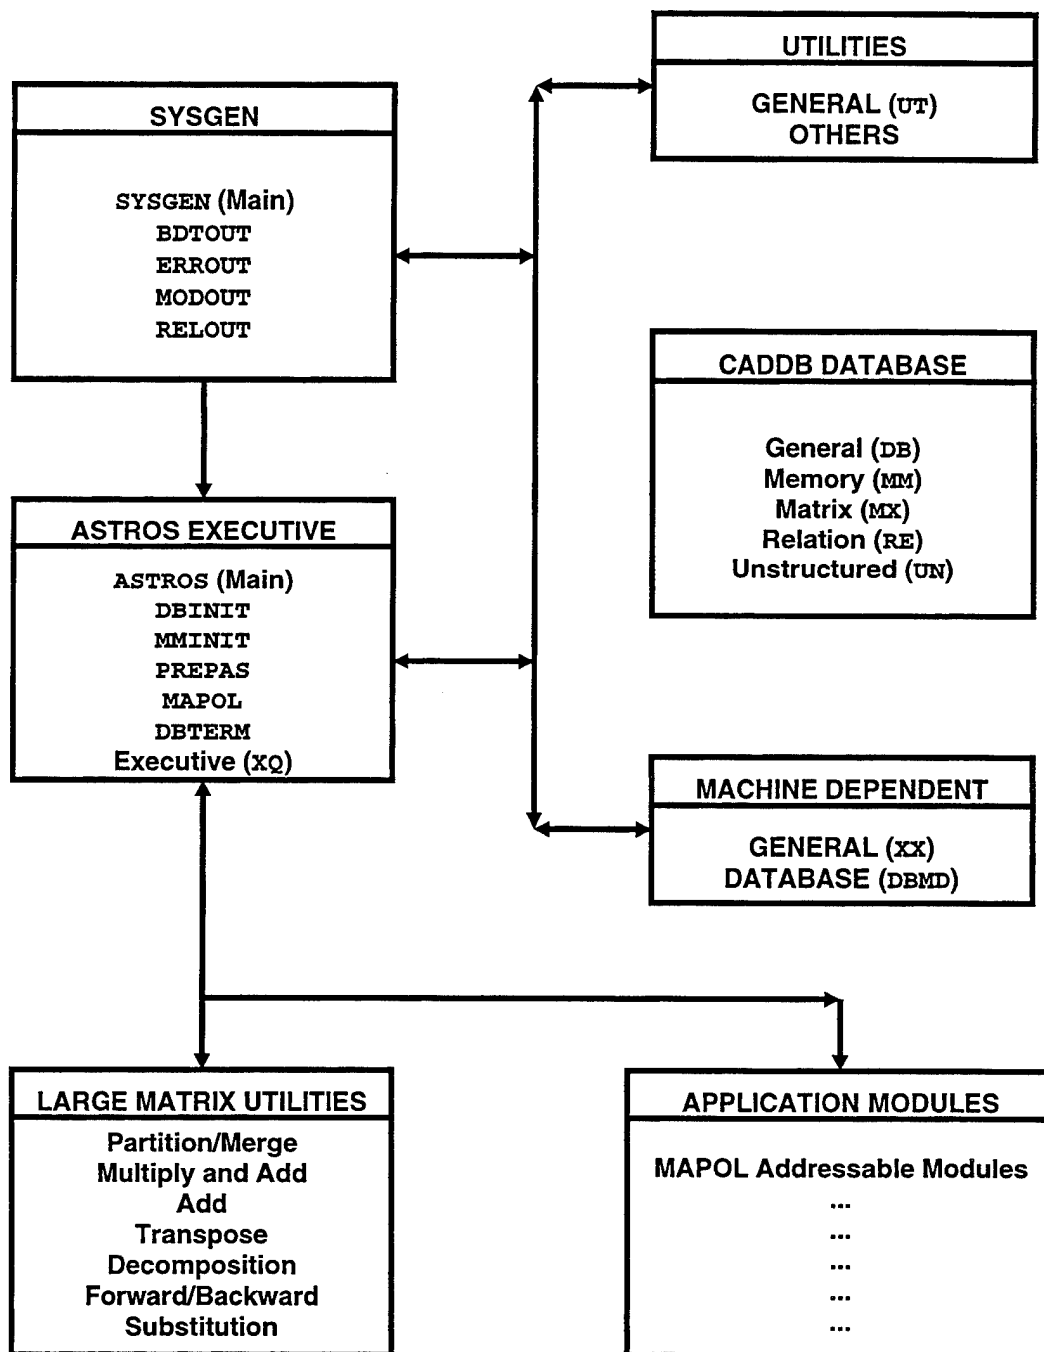 UTILITIES
GENERAL (UT)
OTHERS
SYSGEN
SYSGEN (Main)
BDTOUT
ERROUT
MODOUT
RELOUT
CADDB DATABASE
General (DB)
Memory (MM)
Matrix (MX)
Relation (RE)
Unstructured (UN)
ASTROS EXECUTIVE
ASTROS (Main)
DBINIT
MMINIT
PREPAS
MAPOL
DBTERM
Executive (XQ)
MACHINE DEPENDENT
GENERAL (XX)
DATABASE (DBMD)
LARGE MATRIX UTILITIES
Partition/Merge
Multiply and Add
Add
Transpose
Decomposition
Forward/Backward
Substitution
APPLICATION MODULES
MAPOL Addressable Modules
...
...
...
...
...